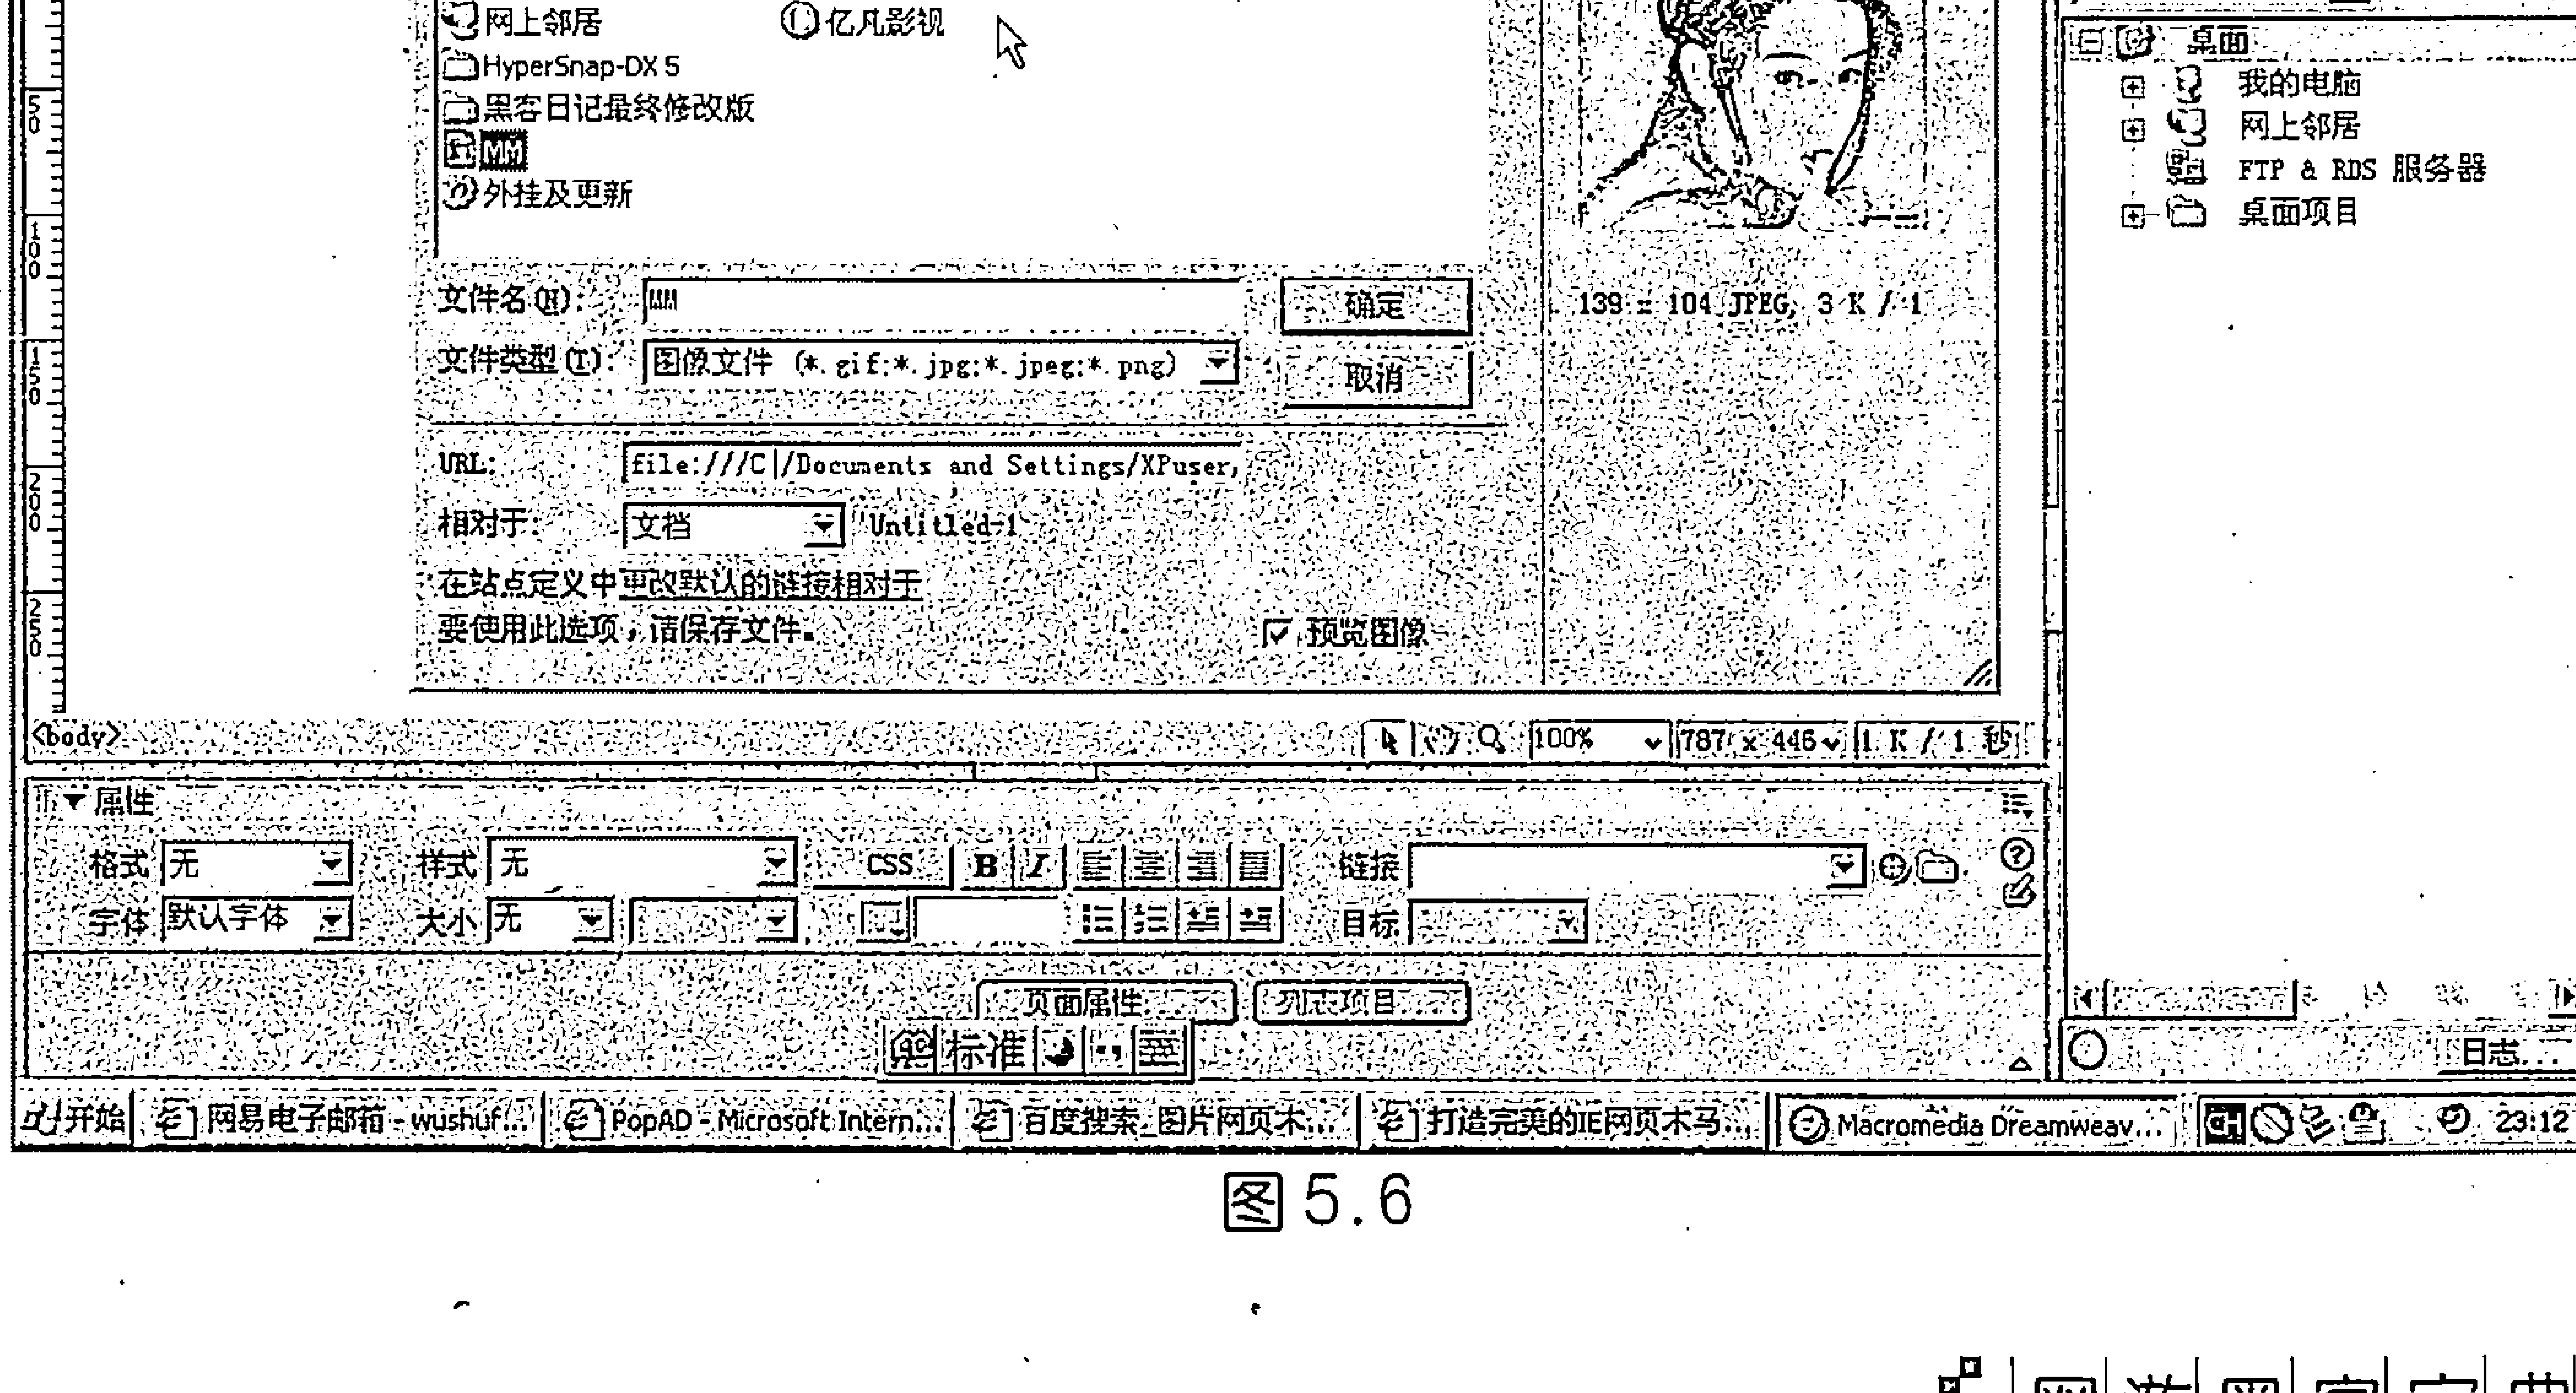 网上邻居 亿凡影视
HyperSnap-DX 5
黑客日记最终修改版
MM
外挂及更新
文件名(N): MM 确定
文件类型(T): 图像文件 (*.gif;*.jpg;*.jpeg;*.png) 取消
139 x 104 JPEG, 3 K / 1
URL: file:///C|/Documents and Settings/XPuser/
相对于: 文档 Untitled-1
在站点定义中更改默认的链接相对于
要使用此选项，请保存文件。 预览图像
桌面
我的电脑
网上邻居
FTP & RDS 服务器
桌面项目
50
100
150
200
250
<body> 100% 787 x 446 1 K / 1 秒
属性
格式 无 样式 无 CSS B I 链接
字体 默认字体 大小 无 目标
页面属性... 列表项目...
标准
日志...
开始 网易电子邮箱 - wushuf... PopAD - Microsoft Intern... 百度搜索_图片网页木... 打造完美的IE网页木马... Macromedia Dreamweav... CH 23:12
图 5.6